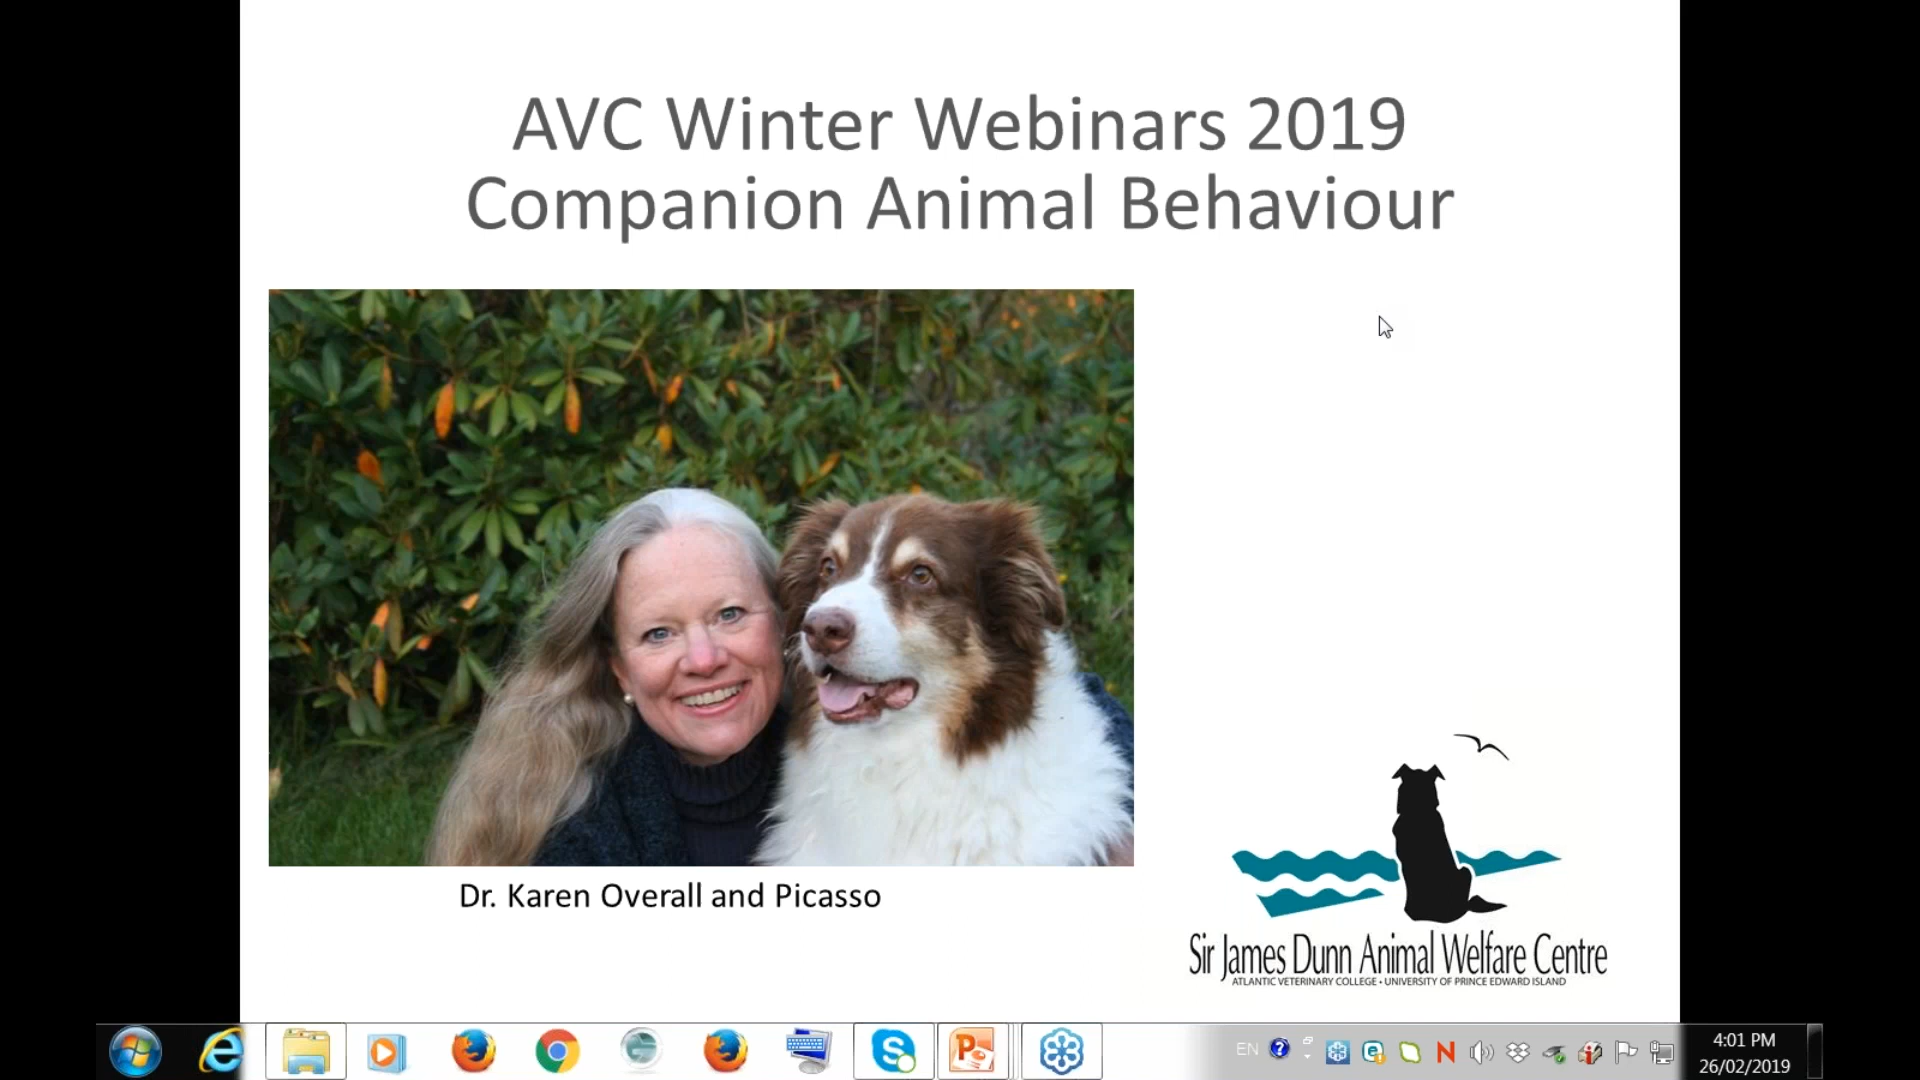 AVC Winter Webinars 2019
Companion Animal Behaviour
Dr. Karen Overall and Picasso
Sir James Dunn Animal Welfare Centre
ATLANTIC VETERINARY COLLEGE • UNIVERSITY OF PRINCE EDWARD ISLAND
EN
4:01 PM
26/02/2019